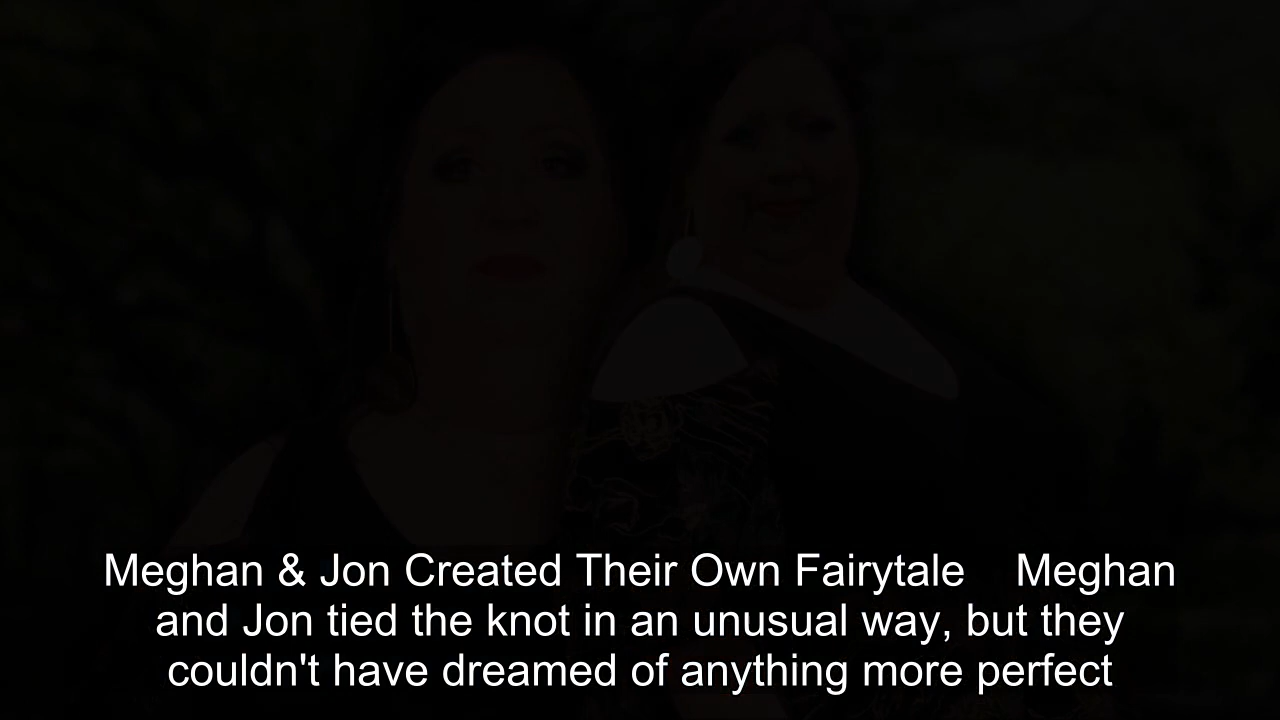 Meghan & Jon Created Their Own Fairytale    Meghan
and Jon tied the knot in an unusual way, but they
couldn't have dreamed of anything more perfect